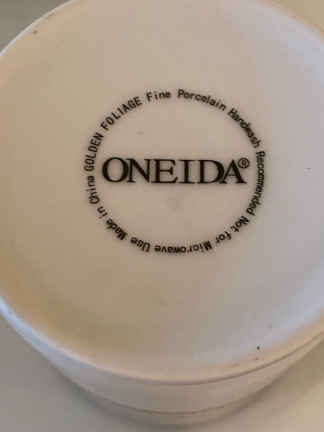 GOLDEN FOLIAGE Fine Porcelain Handwash Recommended Not for Microwave Use Made in China
ONEIDA®